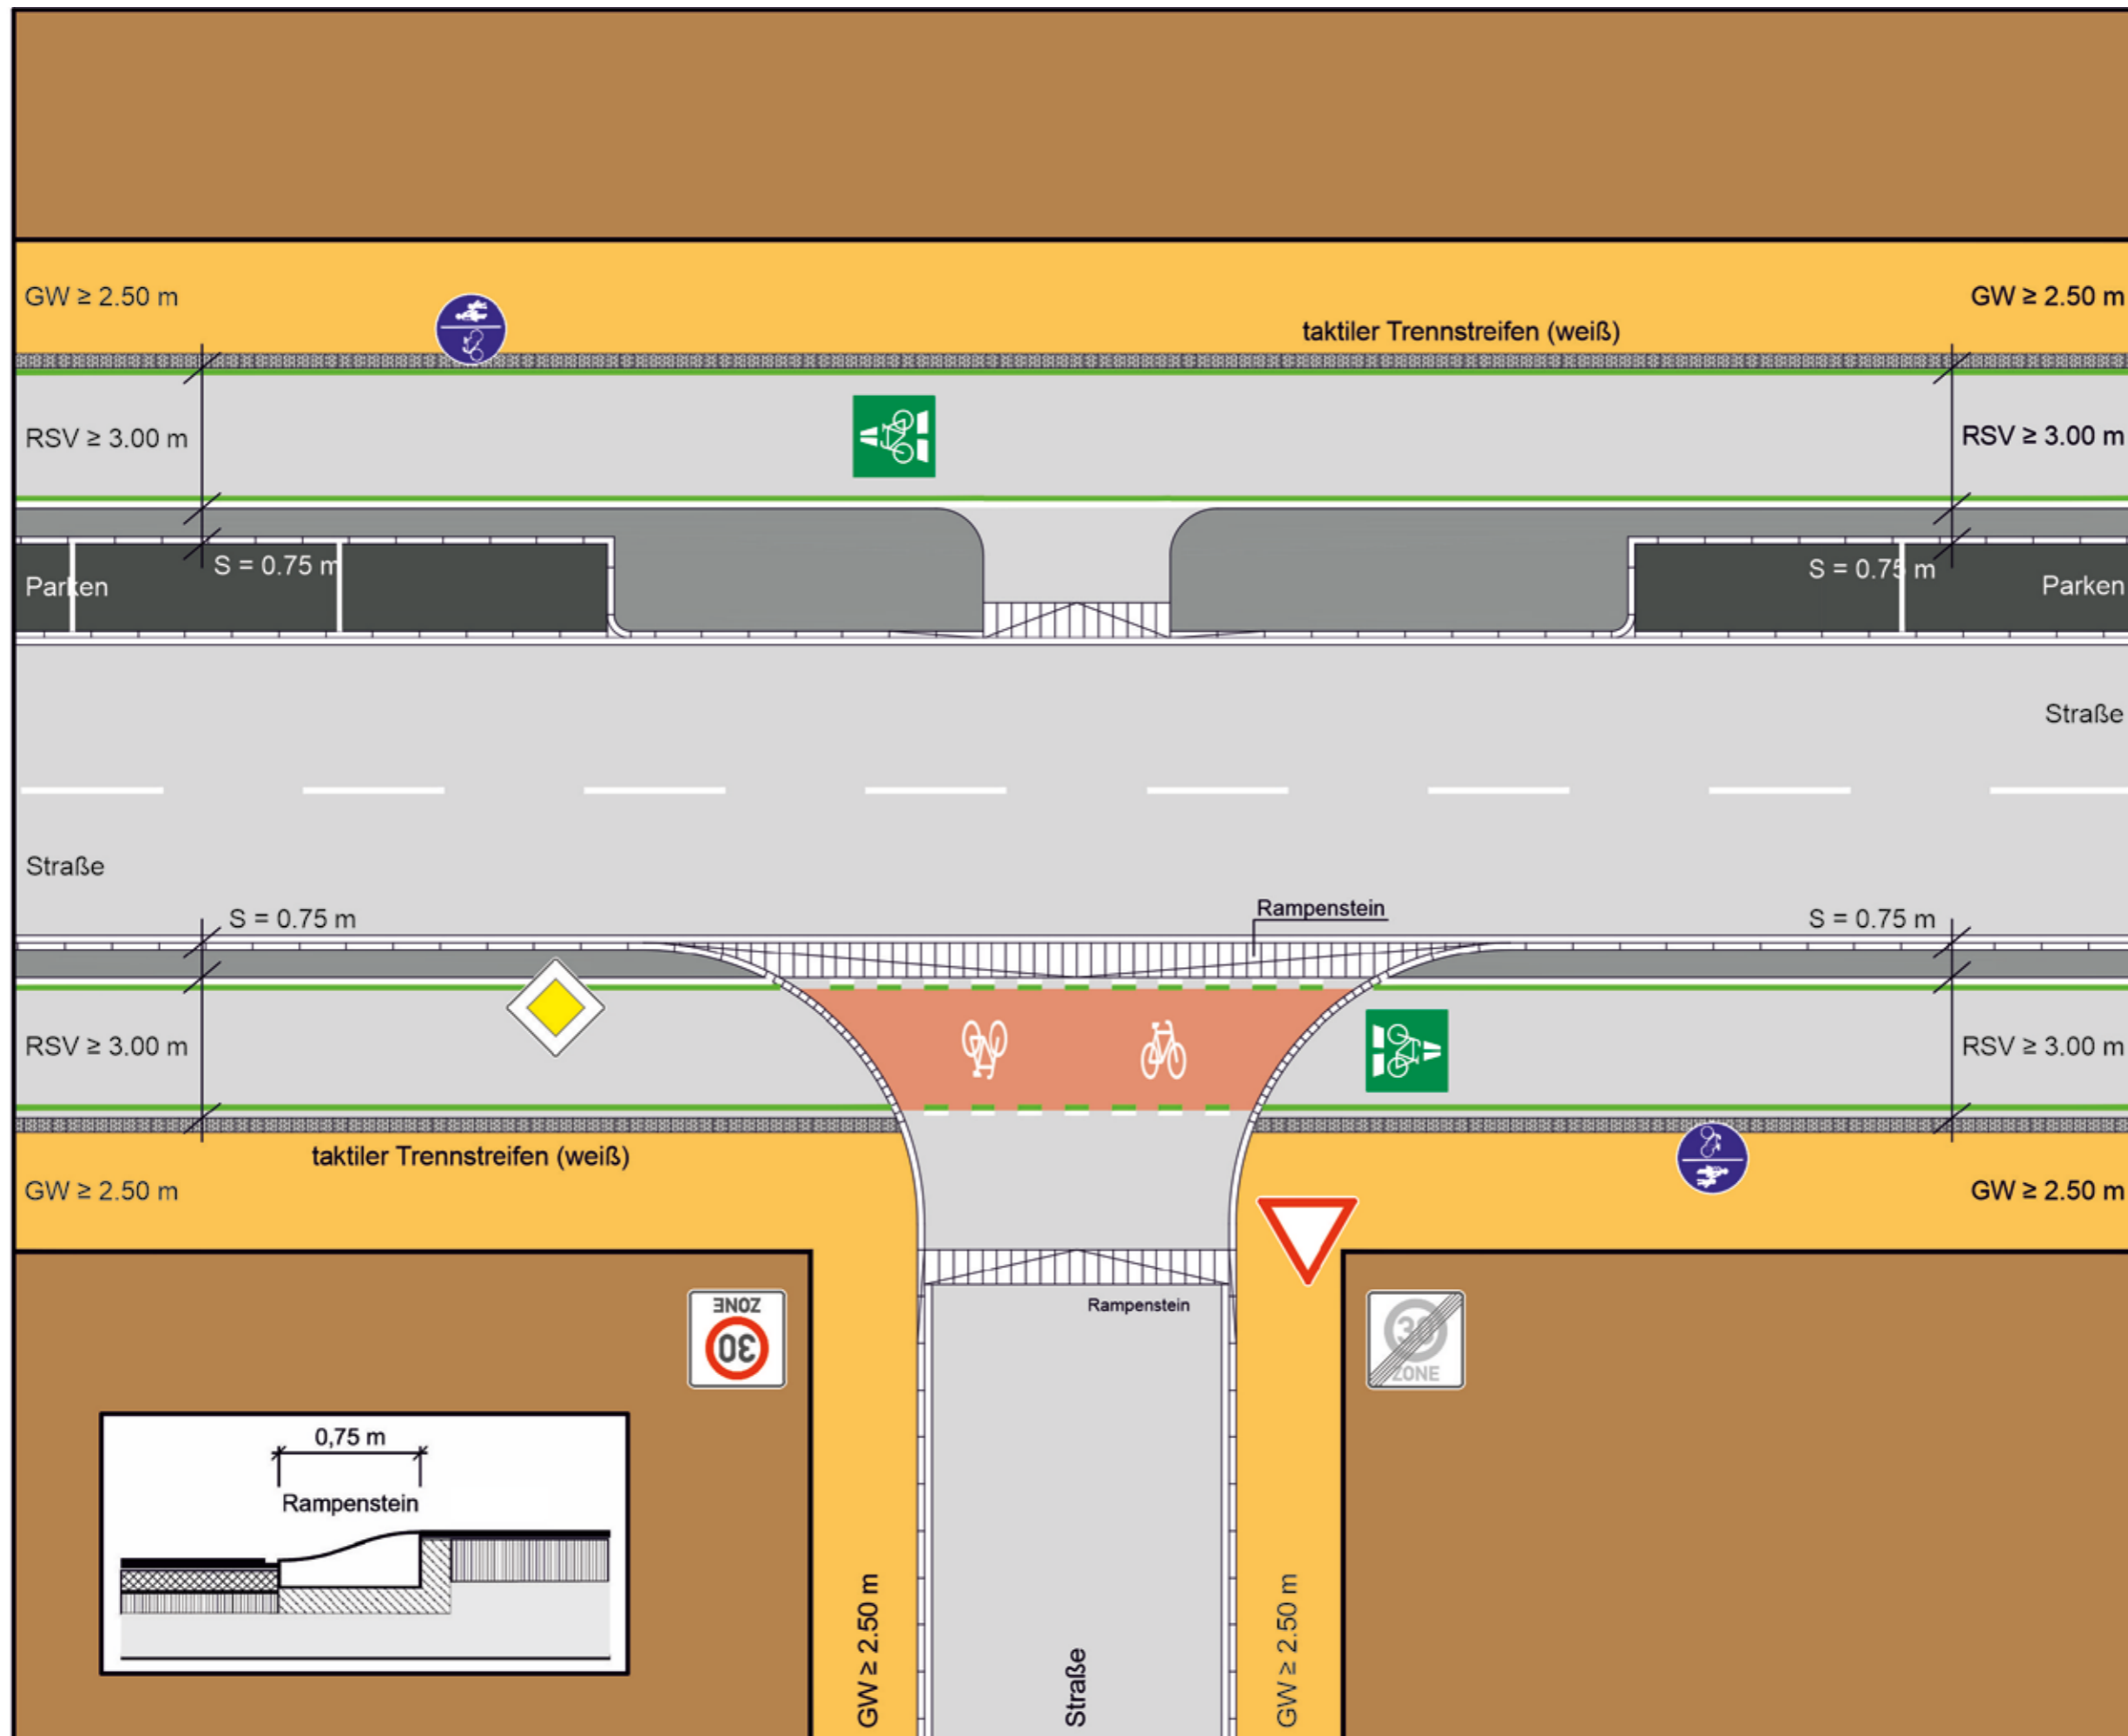 GW ≥ 2.50 m
GW ≥ 2.50 m
taktiler Trennstreifen (weiß)
RSV ≥ 3.00 m
RSV ≥ 3.00 m
S = 0.75 m
S = 0.75 m
Parken
Parken
Straße
Straße
Rampenstein
S = 0.75 m
S = 0.75 m
RSV ≥ 3.00 m
RSV ≥ 3.00 m
taktiler Trennstreifen (weiß)
GW ≥ 2.50 m
GW ≥ 2.50 m
Rampenstein
ZONE
30
30
ZONE
0,75 m
Rampenstein
GW ≥ 2.50 m
Straße
GW ≥ 2.50 m